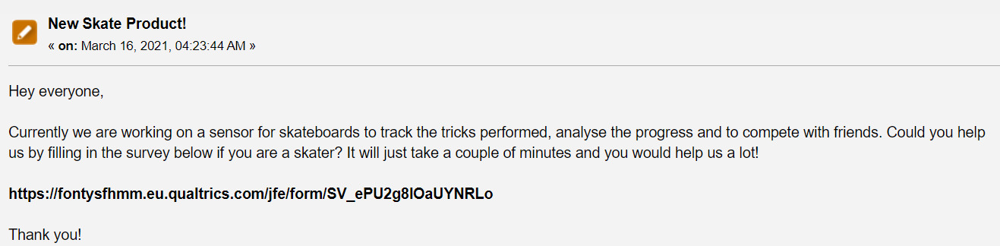 New Skate Product!
« on: March 16, 2021, 04:23:44 AM »
Hey everyone,
Currently we are working on a sensor for skateboards to track the tricks performed, analyse the progress and to compete with friends. Could you help
us by filling in the survey below if you are a skater? It will just take a couple of minutes and you would help us a lot!
https://fontysfhmm.eu.qualtrics.com/jfe/form/SV_ePU2g8lOaUYNRLo
Thank you!